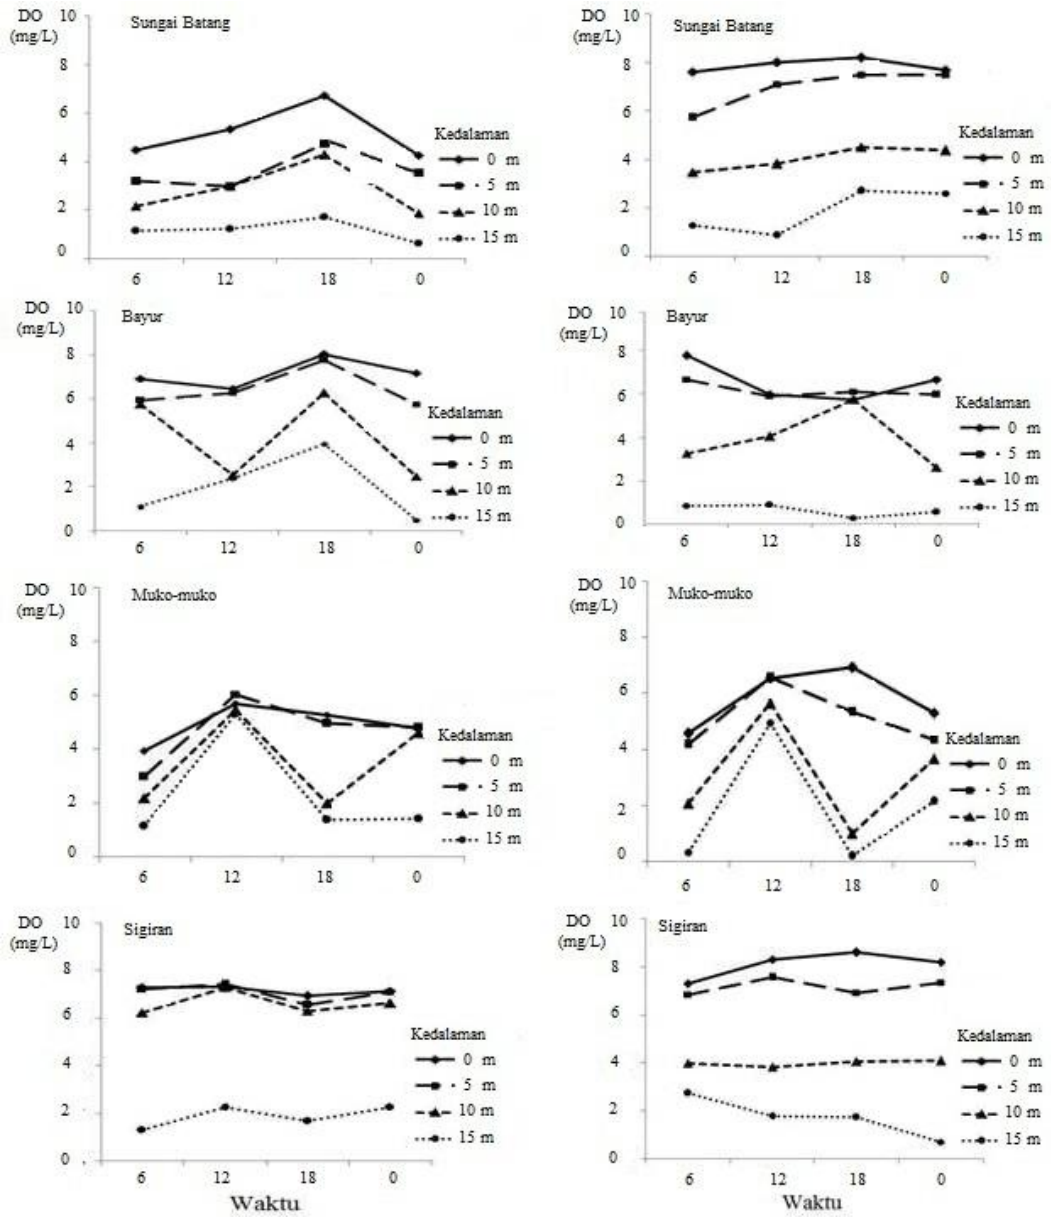 DO
(mg/L)
10
8
6
4
2
0
Sungai Batang
Kedalaman
0 m
5 m
10 m
15 m
6 12 18 0
DO
(mg/L)
10
8
6
4
2
0
Sungai Batang
Kedalaman
0 m
5 m
10 m
15 m
6 12 18 0
DO
(mg/L)
10
8
6
4
2
0
Bayur
Kedalaman
0 m
5 m
10 m
15 m
6 12 18 0
DO
(mg/L)
10
8
6
4
2
0
Bayur
Kedalaman
0 m
5 m
10 m
15 m
6 12 18 0
DO
(mg/L)
10
8
6
4
2
0
Muko-muko
Kedalaman
0 m
5 m
10 m
15 m
6 12 18 0
DO
(mg/L)
10
8
6
4
2
0
Muko-muko
Kedalaman
0 m
5 m
10 m
15 m
6 12 18 0
DO
(mg/L)
10
8
6
4
2
0
Sigiran
Kedalaman
0 m
5 m
10 m
15 m
6 12 18 0
Waktu
DO
(mg/L)
10
8
6
4
2
0
Sigiran
Kedalaman
0 m
5 m
10 m
15 m
6 12 18 0
Waktu